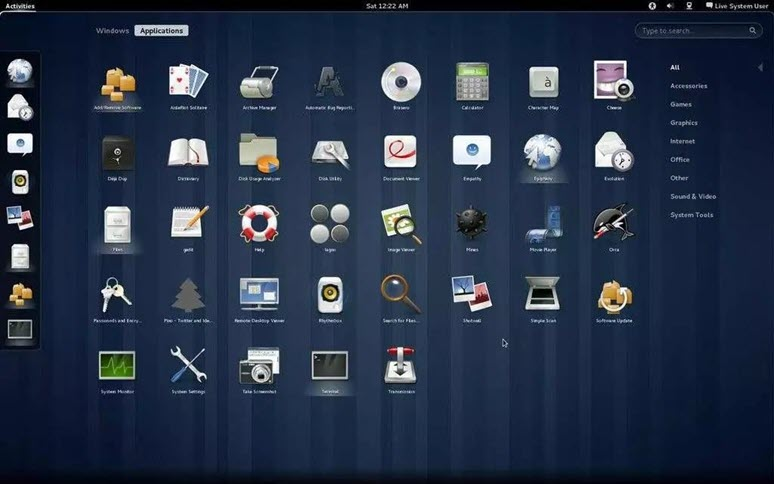 Activities
Sat 12:22 AM
Live System User
Windows Applications
Type to search...
All
Accessories
Games
Graphics
Internet
Office
Other
Sound & Video
System Tools
Add/Remove Software
AisleRiot Solitaire
Archive Manager
Automatic Bug Reporti...
Brasero
Calculator
Character Map
Cheese
Déjà Dup
Dictionary
Disk Usage Analyzer
Disk Utility
Document Viewer
Empathy
Epiphany
Evolution
Files
gedit
Help
Iagno
Image Viewer
Mines
Movie Player
Orca
Passwords and Encry...
Pino - Twitter and Ide...
Remote Desktop Viewer
Rhythmbox
Search for Files...
Shotwell
Simple Scan
Software Update
System Monitor
System Settings
Take Screenshot
Terminal
Transmission